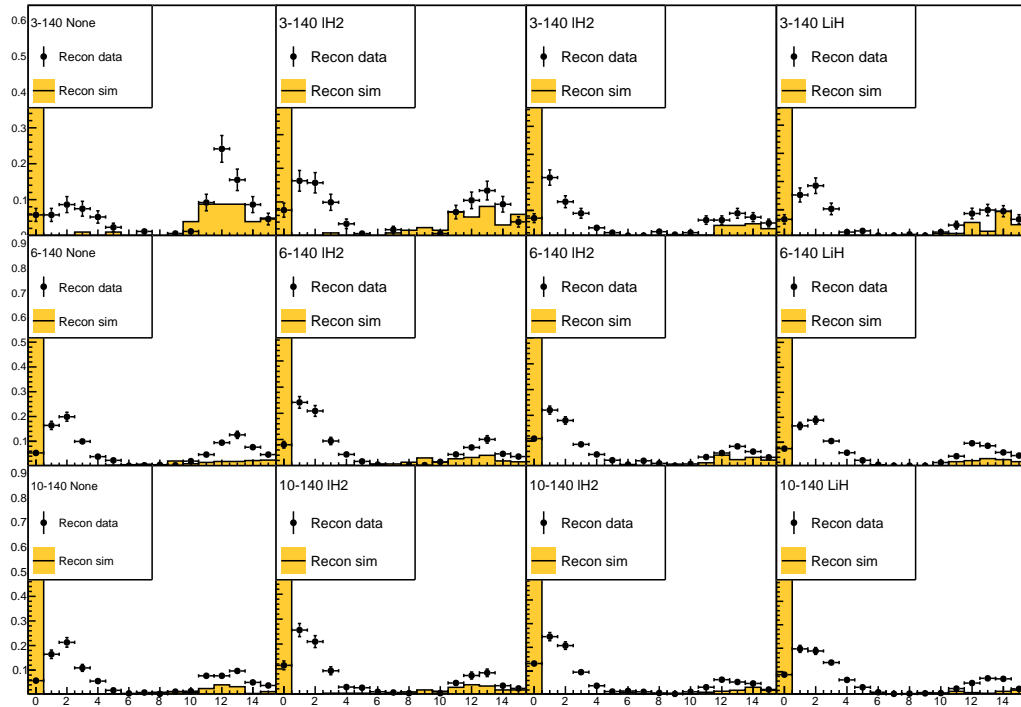 3-140 None
Recon data
Recon sim
3-140 lH2
Recon data
Recon sim
3-140 lH2
Recon data
Recon sim
3-140 LiH
Recon data
Recon sim
0.6
0.5
0.4
0.3
0.2
0.1
0
6-140 None
Recon data
Recon sim
6-140 lH2
Recon data
Recon sim
6-140 lH2
Recon data
Recon sim
6-140 LiH
Recon data
Recon sim
0.9
0.8
0.7
0.6
0.5
0.4
0.3
0.2
0.1
10-140 None
Recon data
Recon sim
10-140 lH2
Recon data
Recon sim
10-140 lH2
Recon data
Recon sim
10-140 LiH
Recon data
Recon sim
0.9
0.8
0.7
0.6
0.5
0.4
0.3
0.2
0.1
0 2 4 6 8 10 12 14 0 2 4 6 8 10 12 14 0 2 4 6 8 10 12 14 0 2 4 6 8 10 12 14